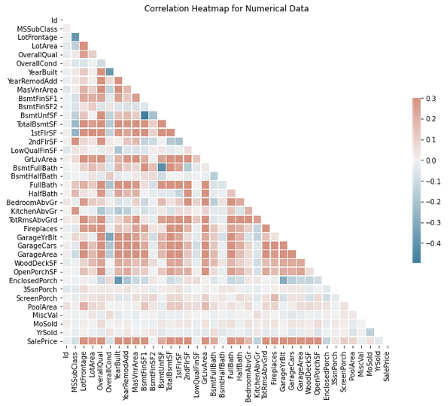 Correlation Heatmap for Numerical Data
Id
MSSubClass
LotFrontage
LotArea
OverallQual
OverallCond
YearBuilt
YearRemodAdd
MasVnrArea
BsmtFinSF1
BsmtFinSF2
BsmtUnfSF
TotalBsmtSF
1stFlrSF
2ndFlrSF
LowQualFinSF
GrLivArea
BsmtFullBath
BsmtHalfBath
FullBath
HalfBath
BedroomAbvGr
KitchenAbvGr
TotRmsAbvGrd
Fireplaces
GarageYrBlt
GarageCars
GarageArea
WoodDeckSF
OpenPorchSF
EnclosedPorch
3SsnPorch
ScreenPorch
PoolArea
MiscVal
MoSold
YrSold
SalePrice
0.3
0.2
0.1
0.0
−0.1
−0.2
−0.3
−0.4
Id
MSSubClass
LotFrontage
LotArea
OverallQual
OverallCond
YearBuilt
YearRemodAdd
MasVnrArea
BsmtFinSF1
BsmtFinSF2
BsmtUnfSF
TotalBsmtSF
1stFlrSF
2ndFlrSF
LowQualFinSF
GrLivArea
BsmtFullBath
BsmtHalfBath
FullBath
HalfBath
BedroomAbvGr
KitchenAbvGr
TotRmsAbvGrd
Fireplaces
GarageYrBlt
GarageCars
GarageArea
WoodDeckSF
OpenPorchSF
EnclosedPorch
3SsnPorch
ScreenPorch
PoolArea
MiscVal
MoSold
YrSold
SalePrice